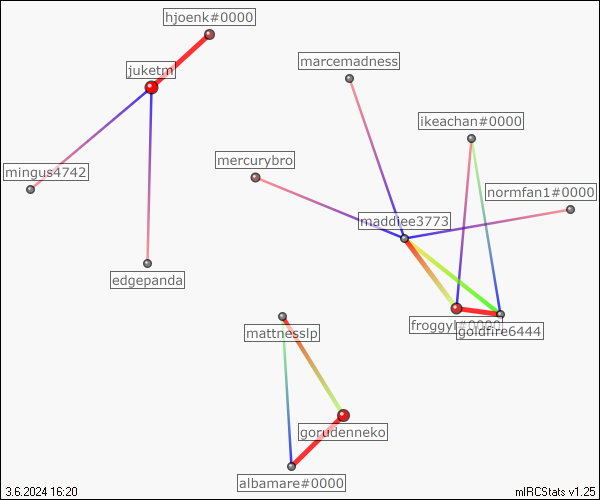 hjoenk#0000
juketm
marcemadness
ikeachan#0000
mercurybro
mingus4742
normfan1#0000
maddiee3773
edgepanda
froggyl#0000
goldfire6444
mattnesslp
gorudenneko
albamare#0000
3.6.2024 16:20
mIRCStats v1.25